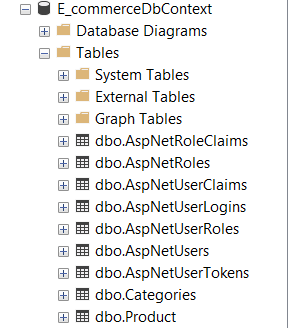 E_commerceDbContext
Database Diagrams
Tables
System Tables
External Tables
Graph Tables
dbo.AspNetRoleClaims
dbo.AspNetRoles
dbo.AspNetUserClaims
dbo.AspNetUserLogins
dbo.AspNetUserRoles
dbo.AspNetUsers
dbo.AspNetUserTokens
dbo.Categories
dbo.Product